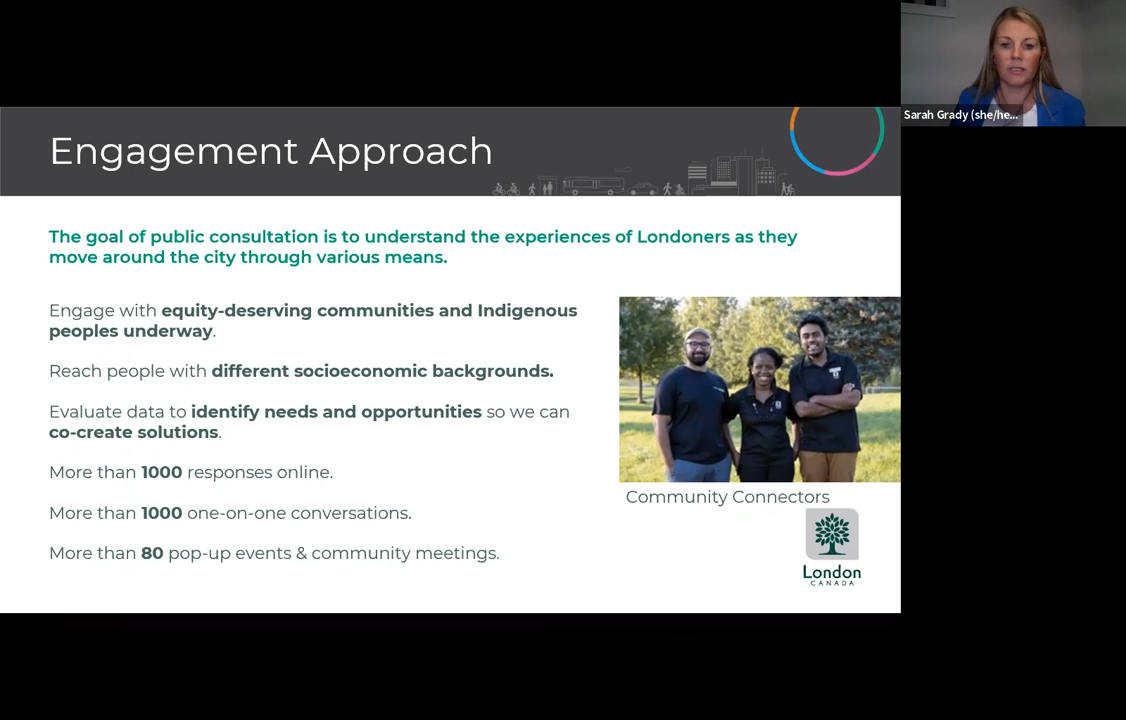 Sarah Grady (she/he...
Engagement Approach
The goal of public consultation is to understand the experiences of Londoners as they
move around the city through various means.
Engage with equity-deserving communities and Indigenous
peoples underway.
Reach people with different socioeconomic backgrounds.
Evaluate data to identify needs and opportunities so we can
co-create solutions.
More than 1000 responses online.
More than 1000 one-on-one conversations.
More than 80 pop-up events & community meetings.
Community Connectors
London
CANADA